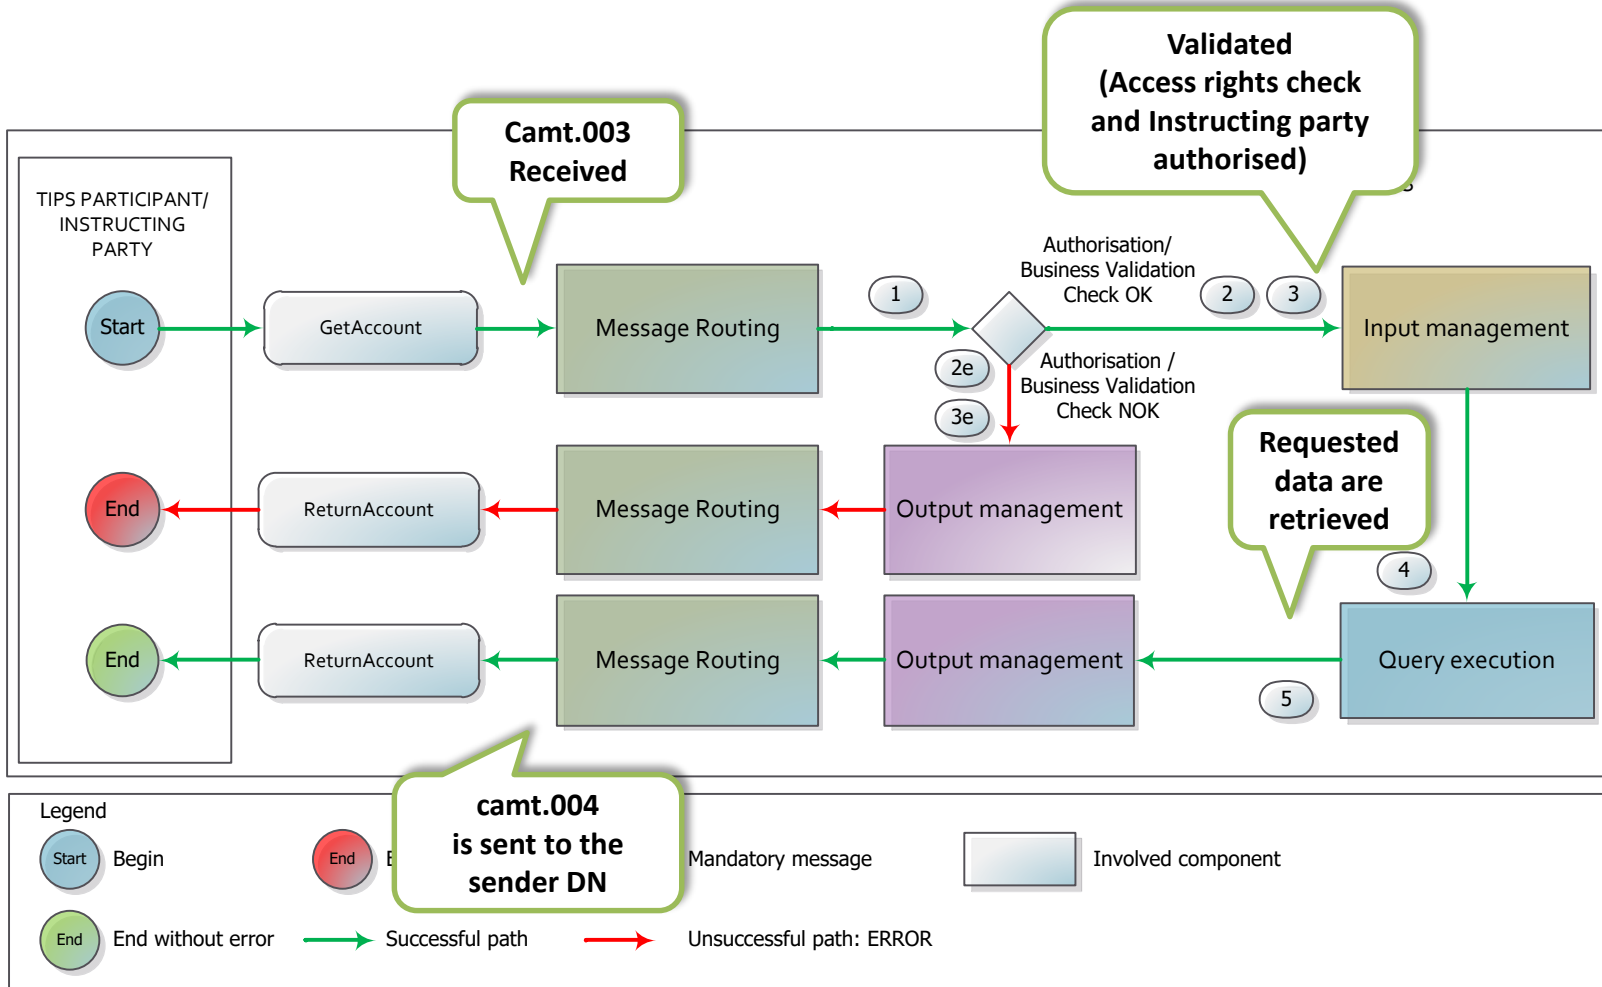 Validated
(Access rights check
and Instructing party
authorised)
Camt.003
Received
TIPS PARTICIPANT/
INSTRUCTING
PARTY
Authorisation/
Business Validation
Check OK
1
2
3
Start
GetAccount
Message Routing
Input management
2e
3e
Authorisation /
Business Validation
Check NOK
Requested
data are
retrieved
End
ReturnAccount
Message Routing
Output management
4
End
ReturnAccount
Message Routing
Output management
Query execution
5
camt.004
is sent to the
sender DN
Legend
Start
Begin
End
Mandatory message
Involved component
End
End without error
Successful path
Unsuccessful path: ERROR